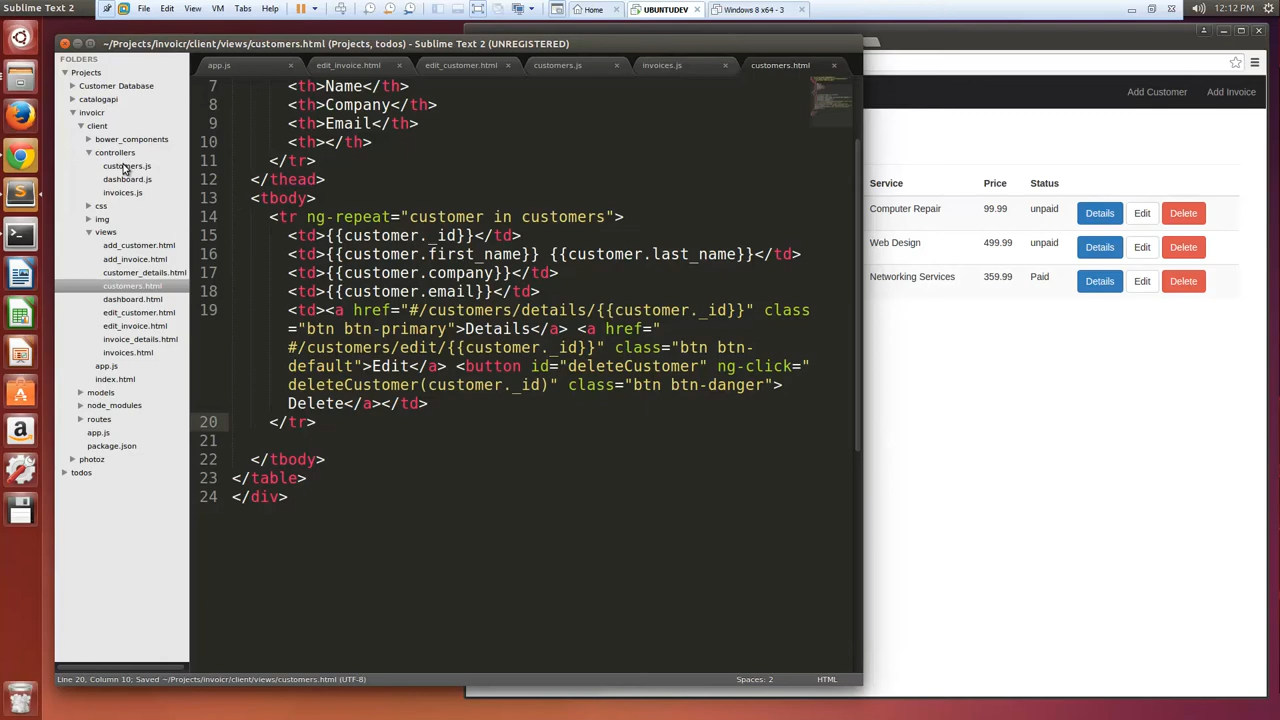 Sublime Text 2
File
Edit
View
VM
Tabs
Help
Home
UBUNTUDEV
Windows 8 x64 - 3
12:12 PM
~/Projects/invoicr/client/views/customers.html (Projects, todos) - Sublime Text 2 (UNREGISTERED)
FOLDERS
Projects
Customer Database
catalogapi
invoicr
client
bower_components
controllers
customers.js
dashboard.js
invoices.js
css
img
views
add_customer.html
add_invoice.html
customer_details.html
customers.html
dashboard.html
edit_customer.html
edit_invoice.html
invoice_details.html
invoices.html
app.js
index.html
models
node_modules
routes
app.js
package.json
photoz
todos
app.js
edit_invoice.html
edit_customer.html
customers.js
invoices.js
customers.html
7 <th>Name</th>
8 <th>Company</th>
9 <th>Email</th>
10 <th></th>
11 </tr>
12 </thead>
13 <tbody>
14 <tr ng-repeat="customer in customers">
15 <td>{{customer._id}}</td>
16 <td>{{customer.first_name}} {{customer.last_name}}</td>
17 <td>{{customer.company}}</td>
18 <td>{{customer.email}}</td>
19 <td><a href="#/customers/details/{{customer._id}}" class
="btn btn-primary">Details</a> <a href="
#/customers/edit/{{customer._id}}" class="btn btn-
default">Edit</a> <button id="deleteCustomer" ng-click="
deleteCustomer(customer._id)" class="btn btn-danger">
Delete</a></td>
20 </tr>
21
22 </tbody>
23 </table>
24 </div>
Line 20, Column 10; Saved ~/Projects/invoicr/client/views/customers.html (UTF-8)
Spaces: 2
HTML
Add Customer
Add Invoice
Service Price Status
Computer Repair 99.99 unpaid Details Edit Delete
Web Design 499.99 unpaid Details Edit Delete
Networking Services 359.99 Paid Details Edit Delete